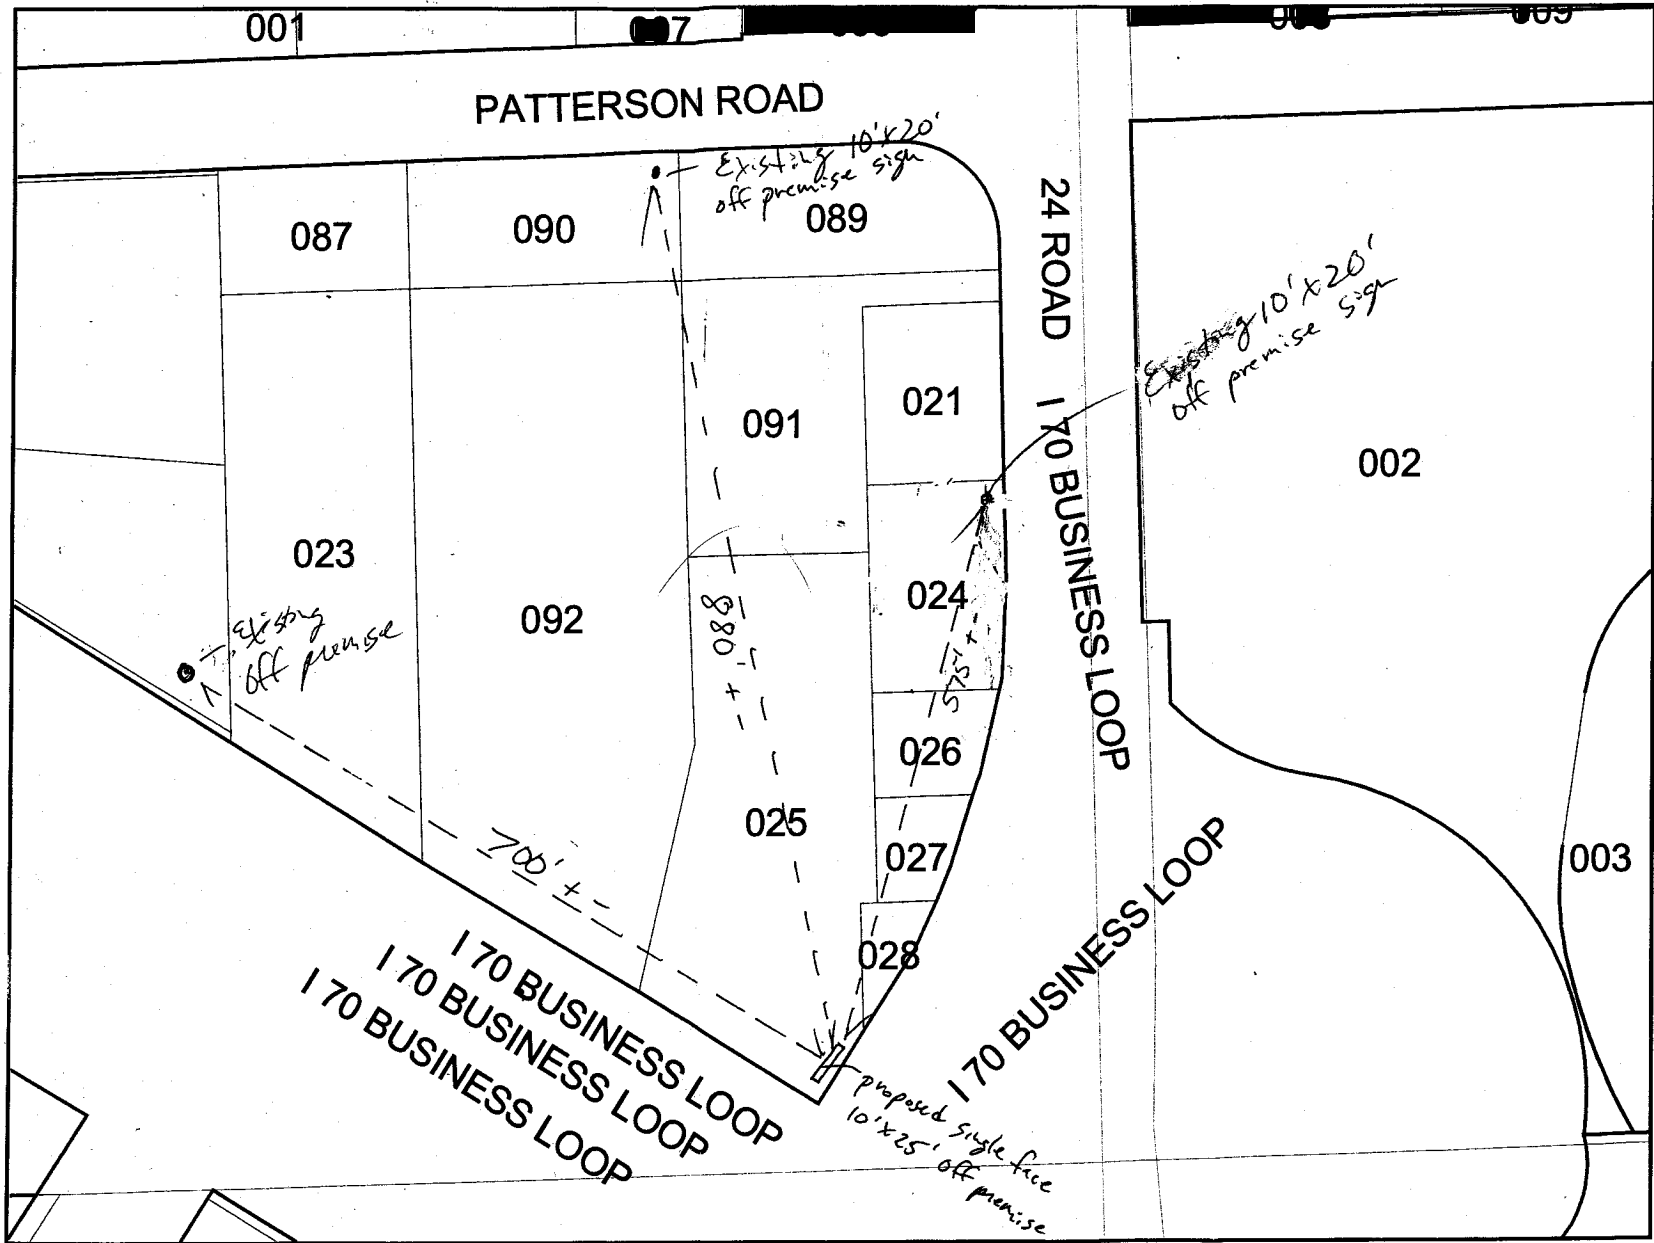 001
7
09
PATTERSON ROAD
Existing 10'x20'
off premise sign
087
090
089
24 ROAD
Existing 10'x20'
off premise sign
021
091
I 70 BUSINESS LOOP
002
023
024
092
880' + -
575' +
Existing
off premise
026
025
027
003
700' + -
028
I 70 BUSINESS LOOP
I 70 BUSINESS LOOP
I 70 BUSINESS LOOP
I 70 BUSINESS LOOP
proposed single face
10'x25' off premise